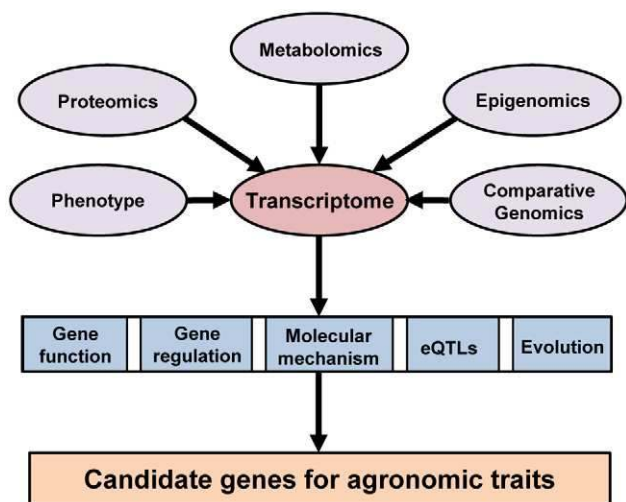 Metabolomics
Proteomics
Epigenomics
Phenotype
Transcriptome
Comparative
Genomics
Gene
function
Gene
regulation
Molecular
mechanism
eQTLs
Evolution
Candidate genes for agronomic traits